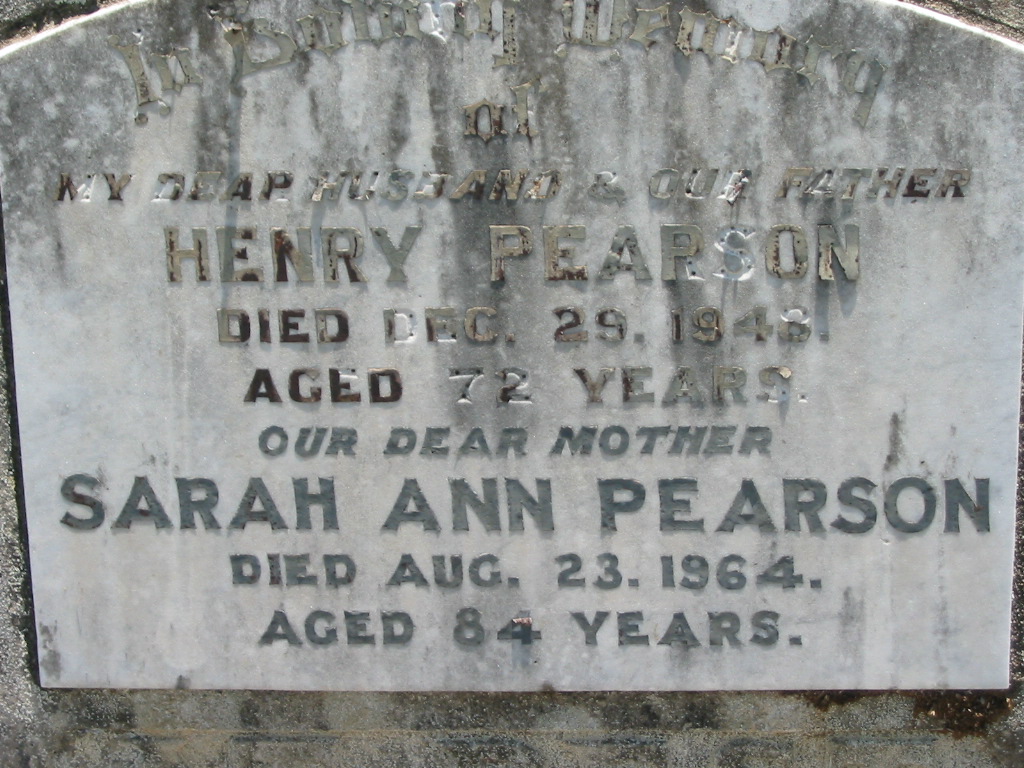 In Loving Memory
of
MY DEAR HUSBAND & OUR FATHER
HENRY PEARSON
DIED DEC. 29. 1948.
AGED 72 YEARS.
OUR DEAR MOTHER
SARAH ANN PEARSON
DIED AUG. 23. 1964.
AGED 84 YEARS.